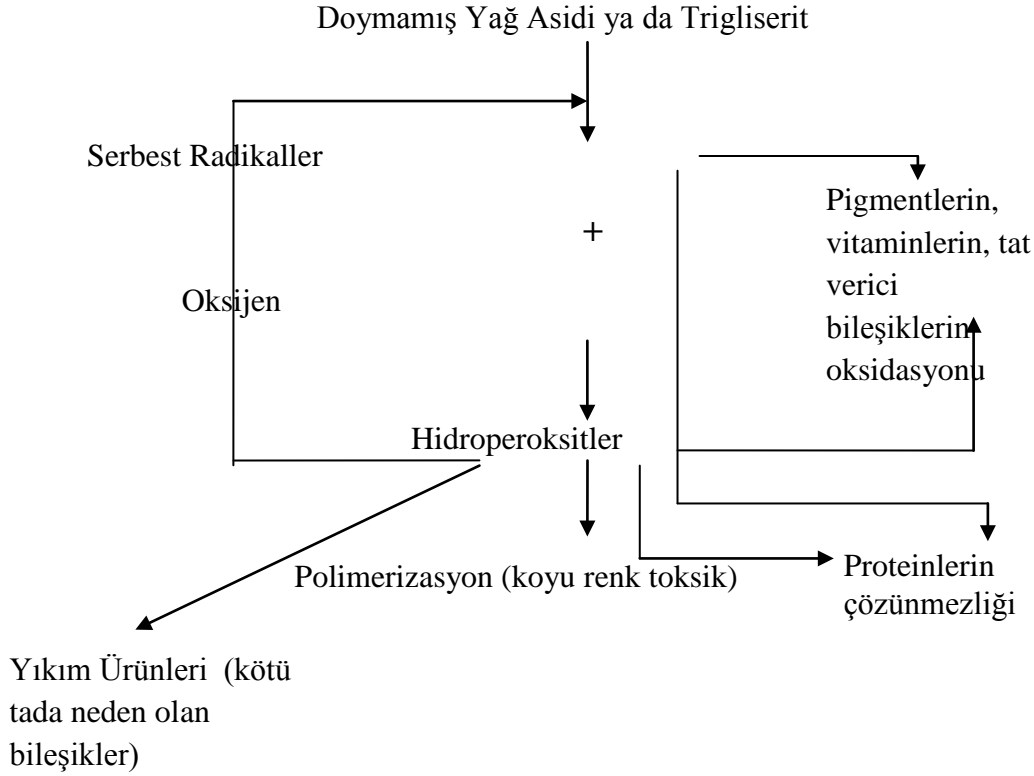 Doymamış Yağ Asidi ya da Trigliserit
Serbest Radikaller
+
Oksijen
Pigmentlerin,
vitaminlerin, tat
verici
bileşiklerin
oksidasyonu
Hidroperoksitler
Polimerizasyon (koyu renk toksik)
Proteinlerin
çözünmezliği
Yıkım Ürünleri (kötü
tada neden olan
bileşikler)